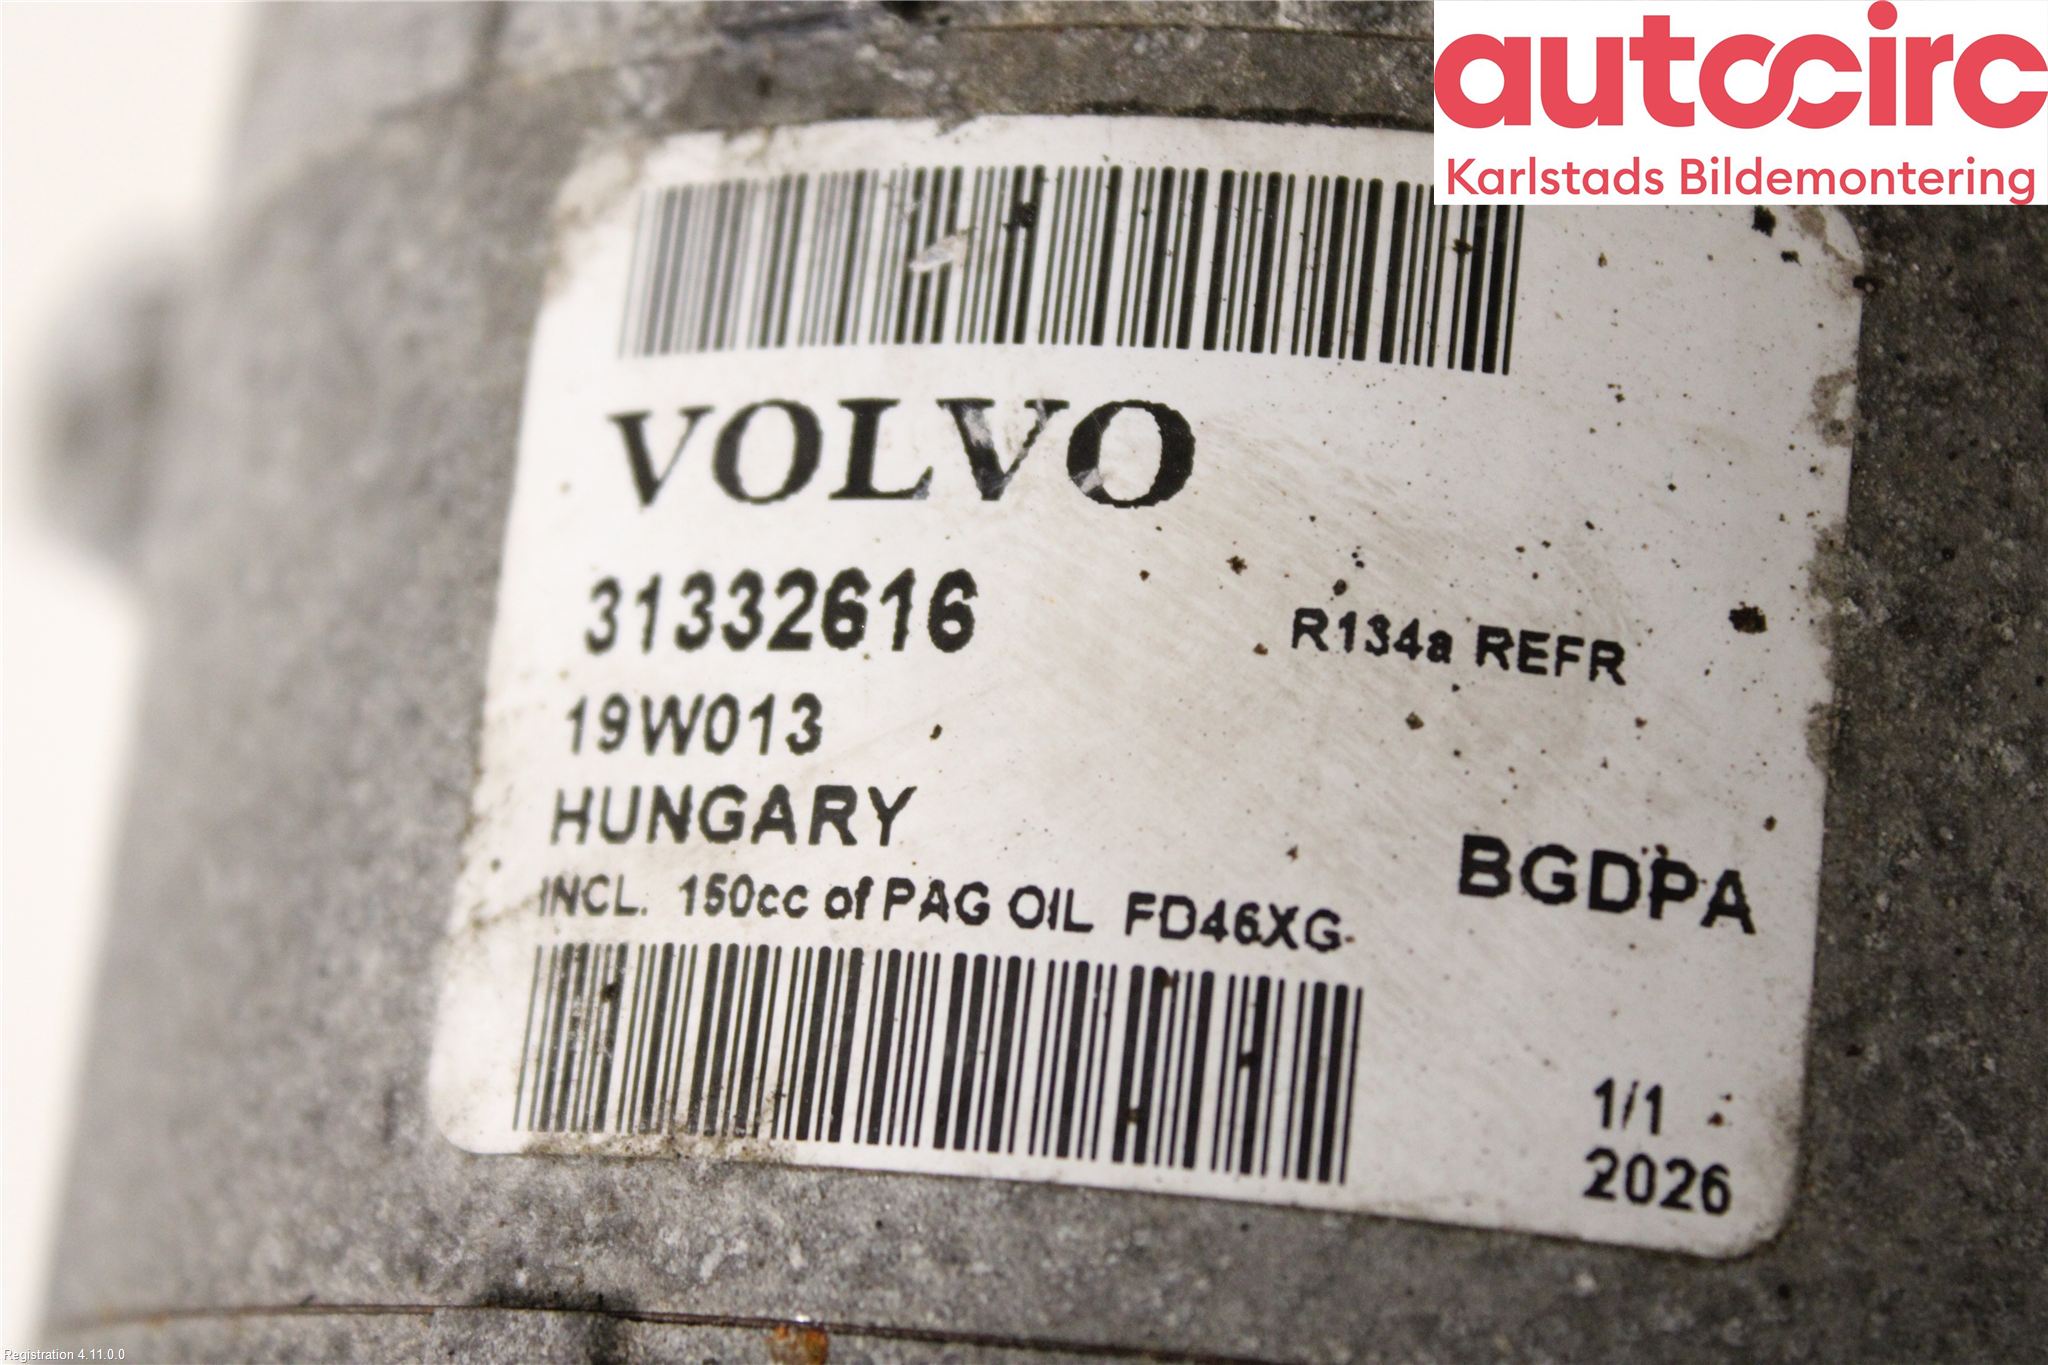 autocirc
Karlstads Bildemontering
VOLVO
31332616
R134a REFR
19W013
HUNGARY
INCL. 150cc of PAG OIL FD46XG
BGDPA
1/1
2026
Registration 4.11.0.0